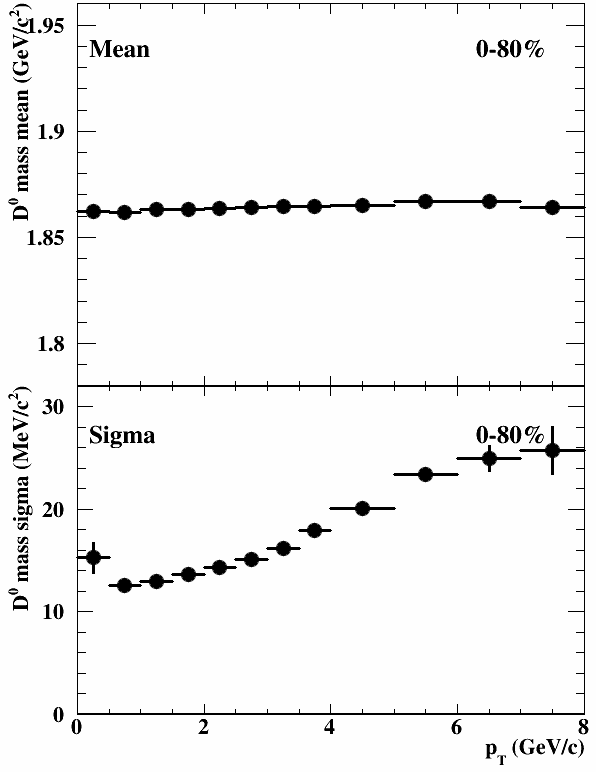 D⁰ mass mean (GeV/c²)
1.95
Mean
0-80%
1.9
1.85
1.8
D⁰ mass sigma (MeV/c²)
30
Sigma
0-80%
20
10
0
0 2 4 6 8
p_T (GeV/c)